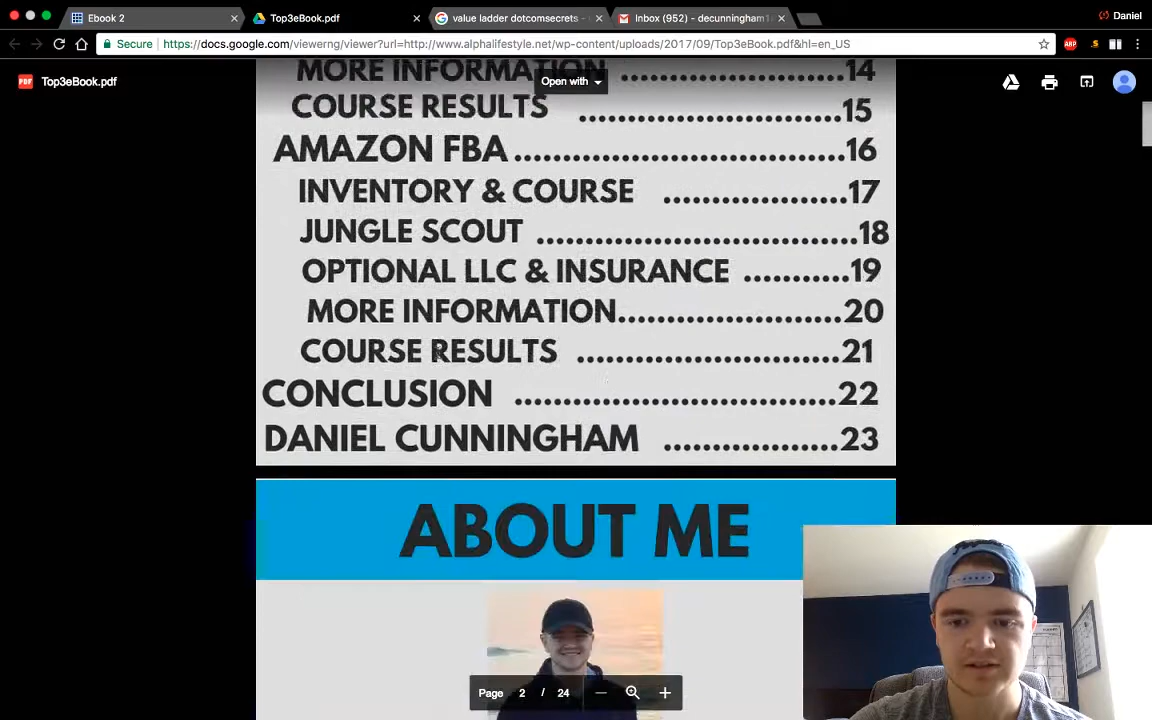 Ebook 2
Top3eBook.pdf
value ladder dotcomsecrets -
Inbox (952) - decunningham1
Daniel
Secure
https://docs.google.com/viewerng/viewer?url=http://www.alphalifestyle.net/wp-content/uploads/2017/09/Top3eBook.pdf&hl=en_US
ABP
PDF Top3eBook.pdf
Open with
MORE INFORMATION ........................14
COURSE RESULTS ...........................15
AMAZON FBA..................................16
INVENTORY & COURSE ...................17
JUNGLE SCOUT ................................18
OPTIONAL LLC & INSURANCE ..........19
MORE INFORMATION.......................20
COURSE RESULTS ...........................21
CONCLUSION .................................22
DANIEL CUNNINGHAM ..................23
ABOUT ME
Page 2 / 24